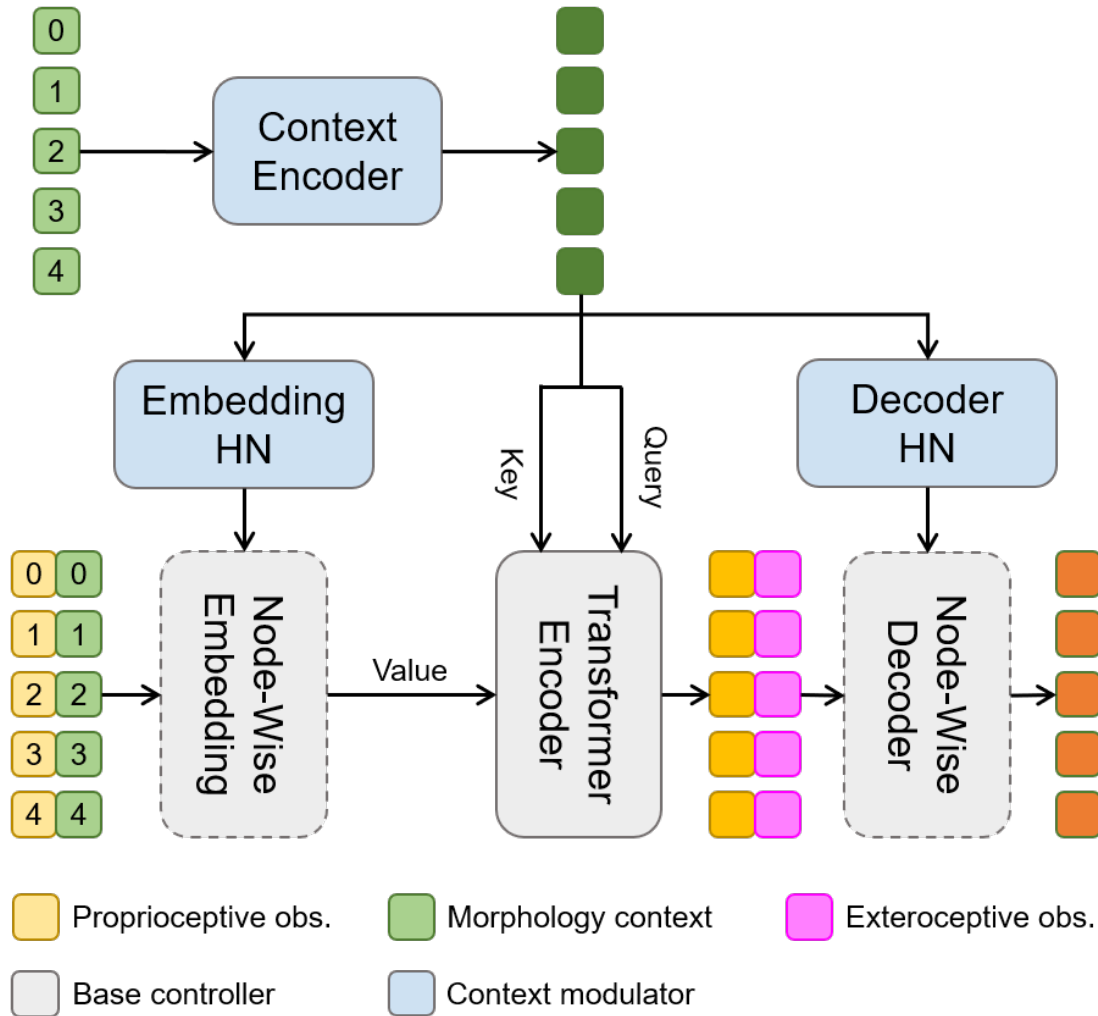 0
1
2
3
4
Context
Encoder
Embedding
HN
Key
Query
Decoder
HN
0 0
1 1
2 2
3 3
4 4
Node-Wise
Embedding
Value
Transformer
Encoder
Node-Wise
Decoder
Proprioceptive obs.
Morphology context
Exteroceptive obs.
Base controller
Context modulator